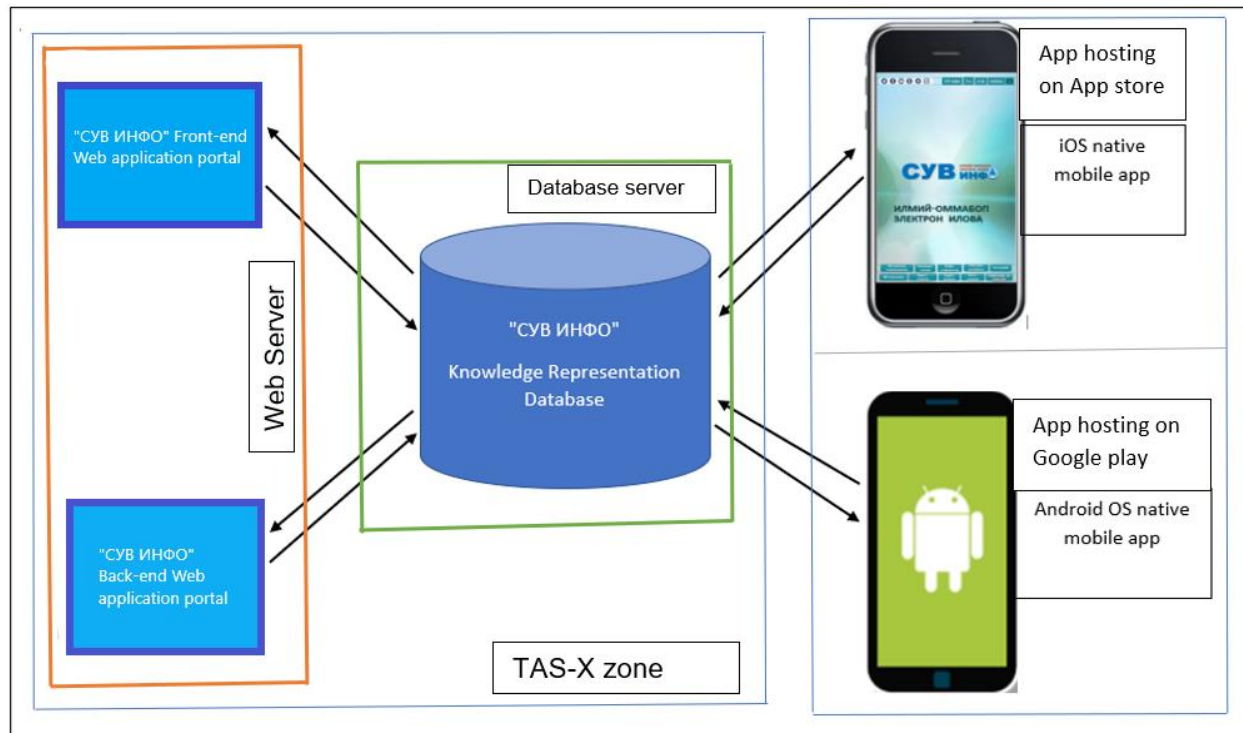 "СУВ ИНФО" Front-end
Web application portal
Web Server
"СУВ ИНФО"
Back-end Web
application portal
Database server
"СУВ ИНФО"
Knowledge Representation
Database
TAS-X zone
СУВ ИНФО
ИЛМИЙ-ОММАБОП
ЭЛЕКТРОН ИЛОВА
App hosting
on App store
iOS native
mobile app
App hosting on
Google play
Android OS native
mobile app